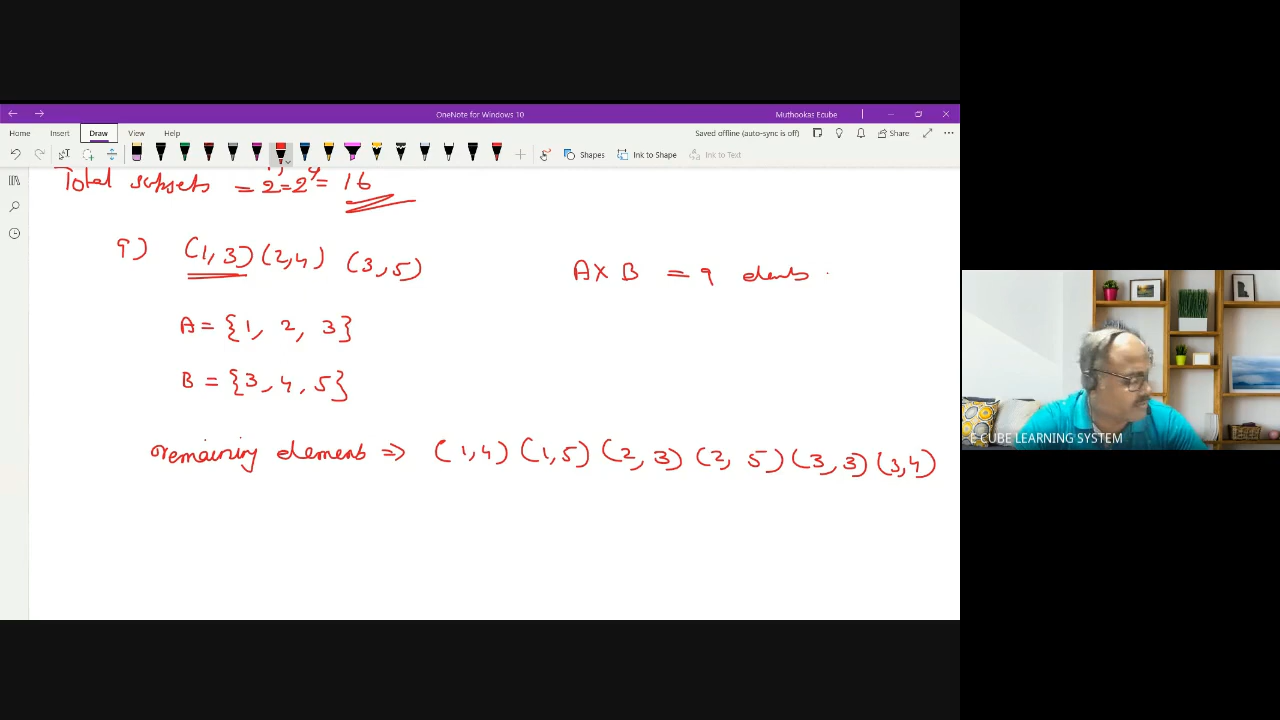 OneNote for Windows 10
Muthookas Ecube
Home Insert Draw View Help
Saved offline (auto-sync is off) Share
Shapes Ink to Shape Ink to Text
Total subsets = 2 = 2⁴ = 16
9) (1, 3) (2, 4) (3, 5)
A X B = 9 elents
A = {1, 2, 3}
B = {3, 4, 5}
remaining element => (1, 4) (1, 5) (2, 3) (2, 5) (3, 3) (3, 4)
E CUBE LEARNING SYSTEM